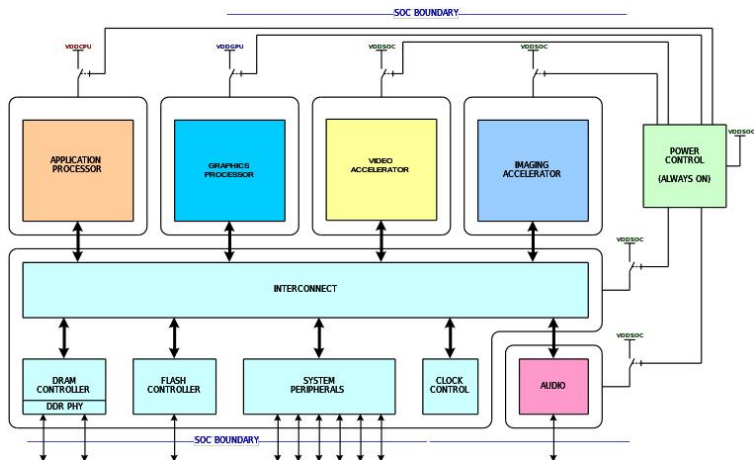 SOC BOUNDARY
VDDCPU
VDDGPU
VDDSOC
VDDSOC
APPLICATION
PROCESSOR
GRAPHICS
PROCESSOR
VIDEO
ACCELERATOR
IMAGING
ACCELERATOR
POWER
CONTROL
(ALWAYS ON)
VDDSOC
VDDSOC
INTERCONNECT
VDDSOC
DRAM
CONTROLLER
DDR PHY
FLASH
CONTROLLER
SYSTEM
PERIPHERALS
CLOCK
CONTROL
AUDIO
SOC BOUNDARY